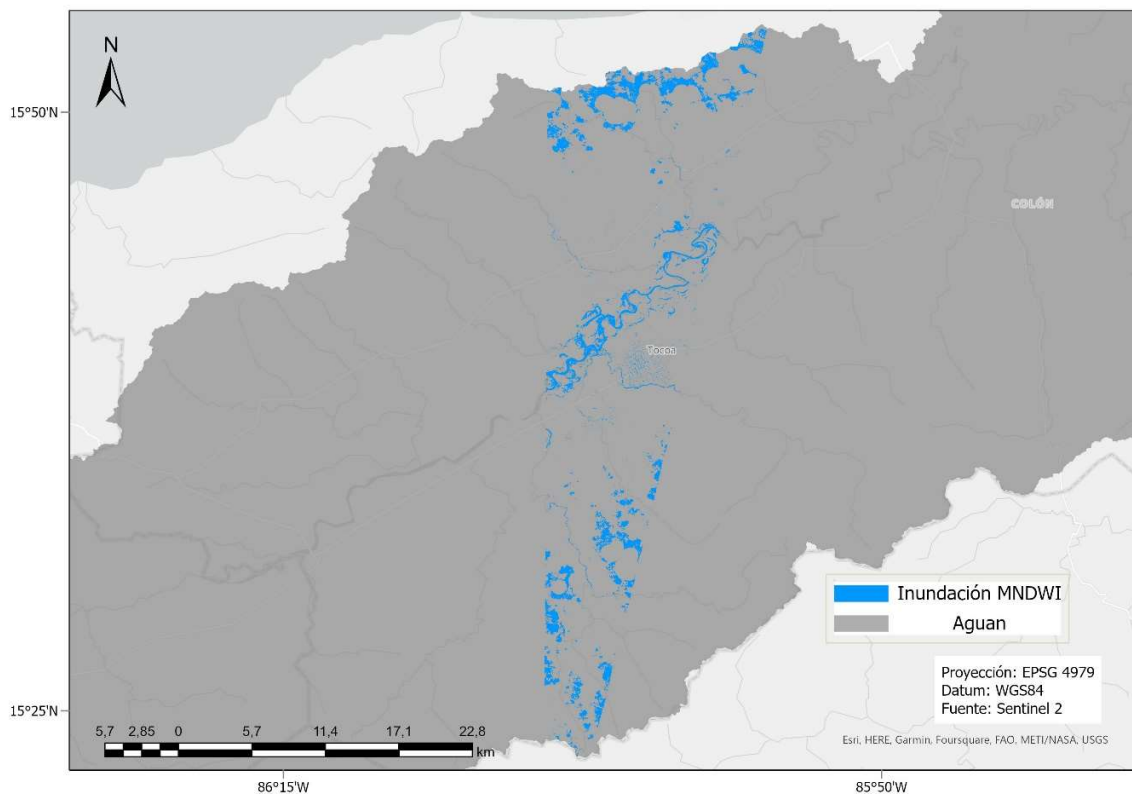 N
15°50'N
COLÓN
Tocoa
Inundación MNDWI
Aguan
Proyección: EPSG 4979
Datum: WGS84
Fuente: Sentinel 2
15°25'N
5,7 2,85 0 5,7 11,4 17,1 22,8
km
Esri, HERE, Garmin, Foursquare, FAO, METI/NASA, USGS
86°15'W 85°50'W